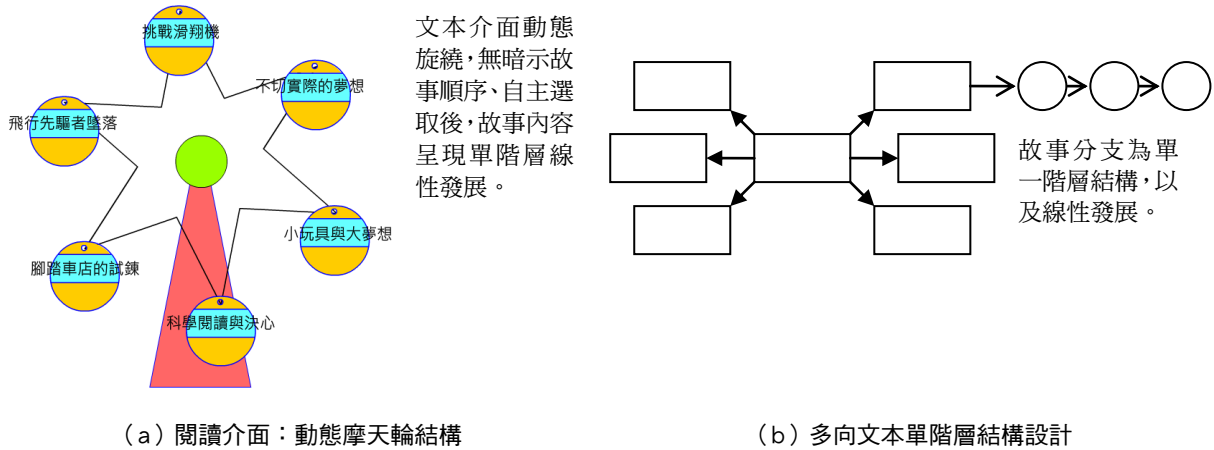 挑戰滑翔機
不切實際的夢想
飛行先驅者墜落
小玩具與大夢想
腳踏車店的試鍊
科學閱讀與決心
文本介面動態
旋繞，無暗示故
事順序、自主選
取後，故事內容
呈現單階層線
性發展。
故事分支為單
一階層結構，以
及線性發展。
（a）閱讀介面：動態摩天輪結構
（b）多向文本單階層結構設計